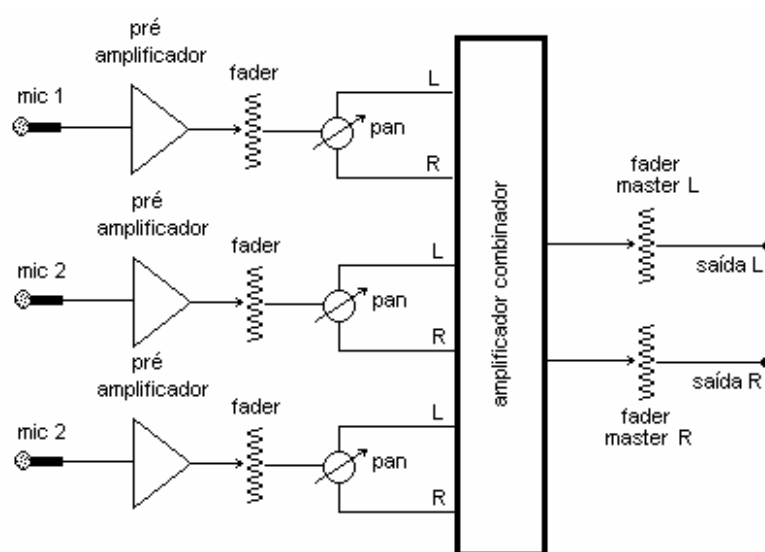 pré
amplificador
fader
mic 1
L
pan
R
pré
amplificador
fader
mic 2
L
pan
R
pré
amplificador
fader
mic 2
L
pan
R
amplificador combinador
fader
master L
saída L
saída R
fader
master R